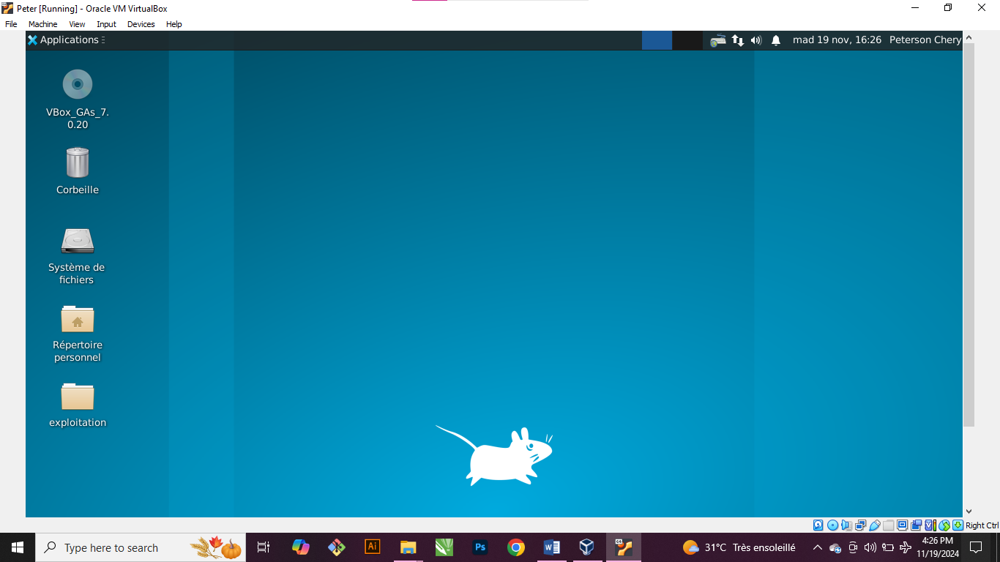 Peter [Running] - Oracle VM VirtualBox
File Machine View Input Devices Help
Applications
mad 19 nov, 16:26 Peterson Chery
VBox_GAs_7.
0.20
Corbeille
Système de
fichiers
Répertoire
personnel
exploitation
Right Ctrl
Type here to search
Ai
Ps
31°C Très ensoleillé
4:26 PM
11/19/2024